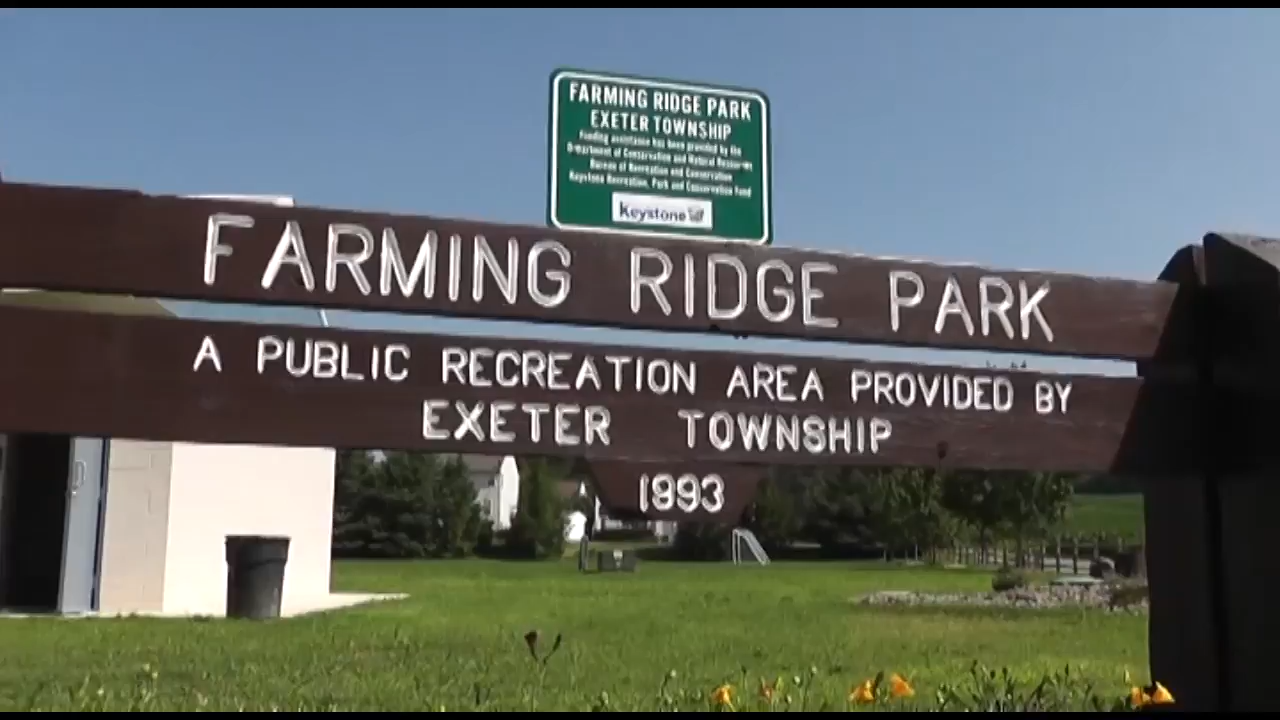 FARMING RIDGE PARK
EXETER TOWNSHIP
Funding assistance has been provided by the
Department of Conservation and Natural Resources
Bureau of Recreation and Conservation
Keystone Recreation, Park and Conservation Fund
Keystone
FARMING RIDGE PARK
A PUBLIC RECREATION AREA PROVIDED BY
EXETER TOWNSHIP
1993